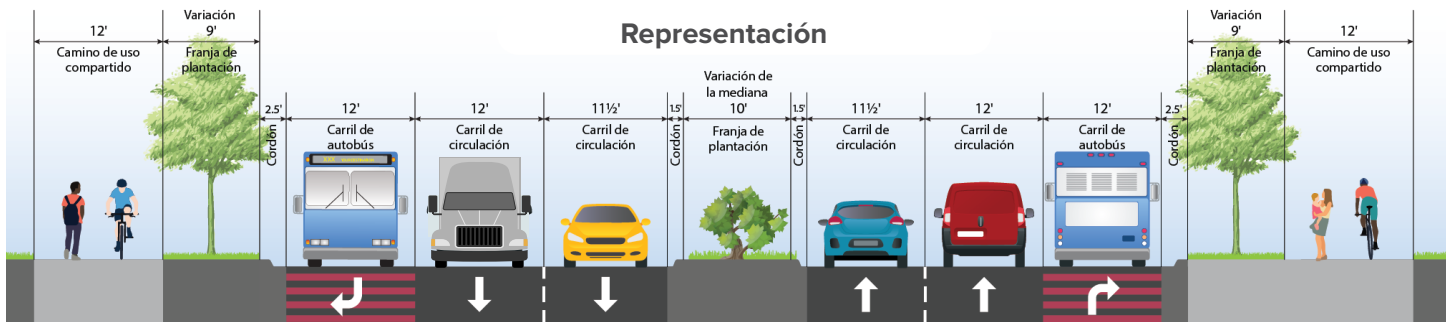 Representación
12'
Camino de uso
compartido
Variación
9'
Franja de
plantación
2.5'
Cordón
12'
Carril de
autobús
12'
Carril de
circulación
11½'
Carril de
circulación
1.5'
Cordón
Variación de
la mediana
10'
Franja de
plantación
1.5'
Cordón
11½'
Carril de
circulación
12'
Carril de
circulación
12'
Carril de
autobús
2.5'
Cordón
Variación
9'
Franja de
plantación
12'
Camino de uso
compartido